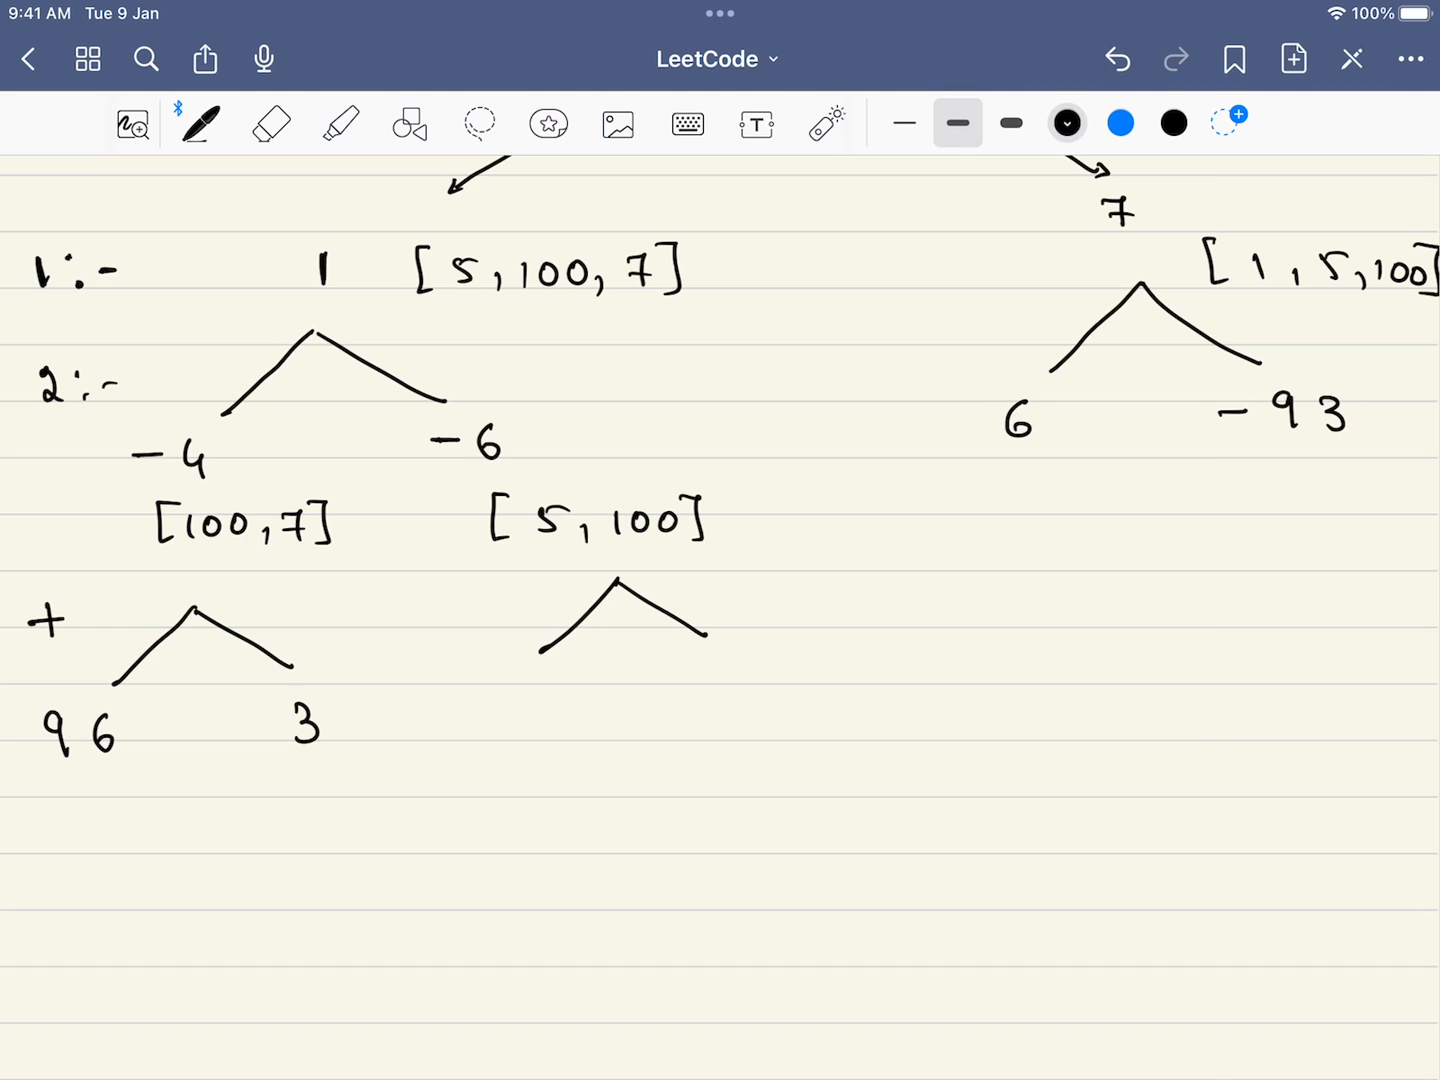 9:41 AM Tue 9 Jan
100%
LeetCode
T
7
1:- 1 [5,100,7] [1,5,100]
2:-
-4 -6 6 -93
[100,7] [5,100]
+
96 3